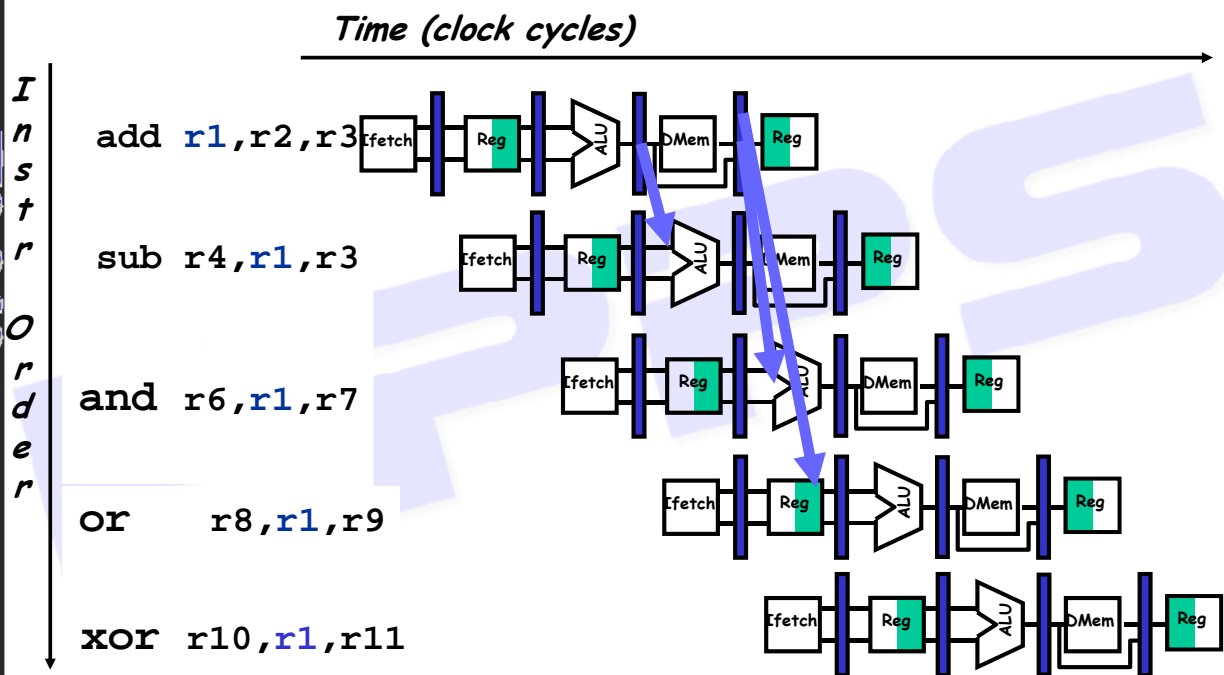 Time (clock cycles)
Instr Order
add r1,r2,r3
Ifetch Reg ALU DMem Reg
sub r4,r1,r3
Ifetch Reg ALU DMem Reg
and r6,r1,r7
Ifetch Reg ALU DMem Reg
or r8,r1,r9
Ifetch Reg ALU DMem Reg
xor r10,r1,r11
Ifetch Reg ALU DMem Reg